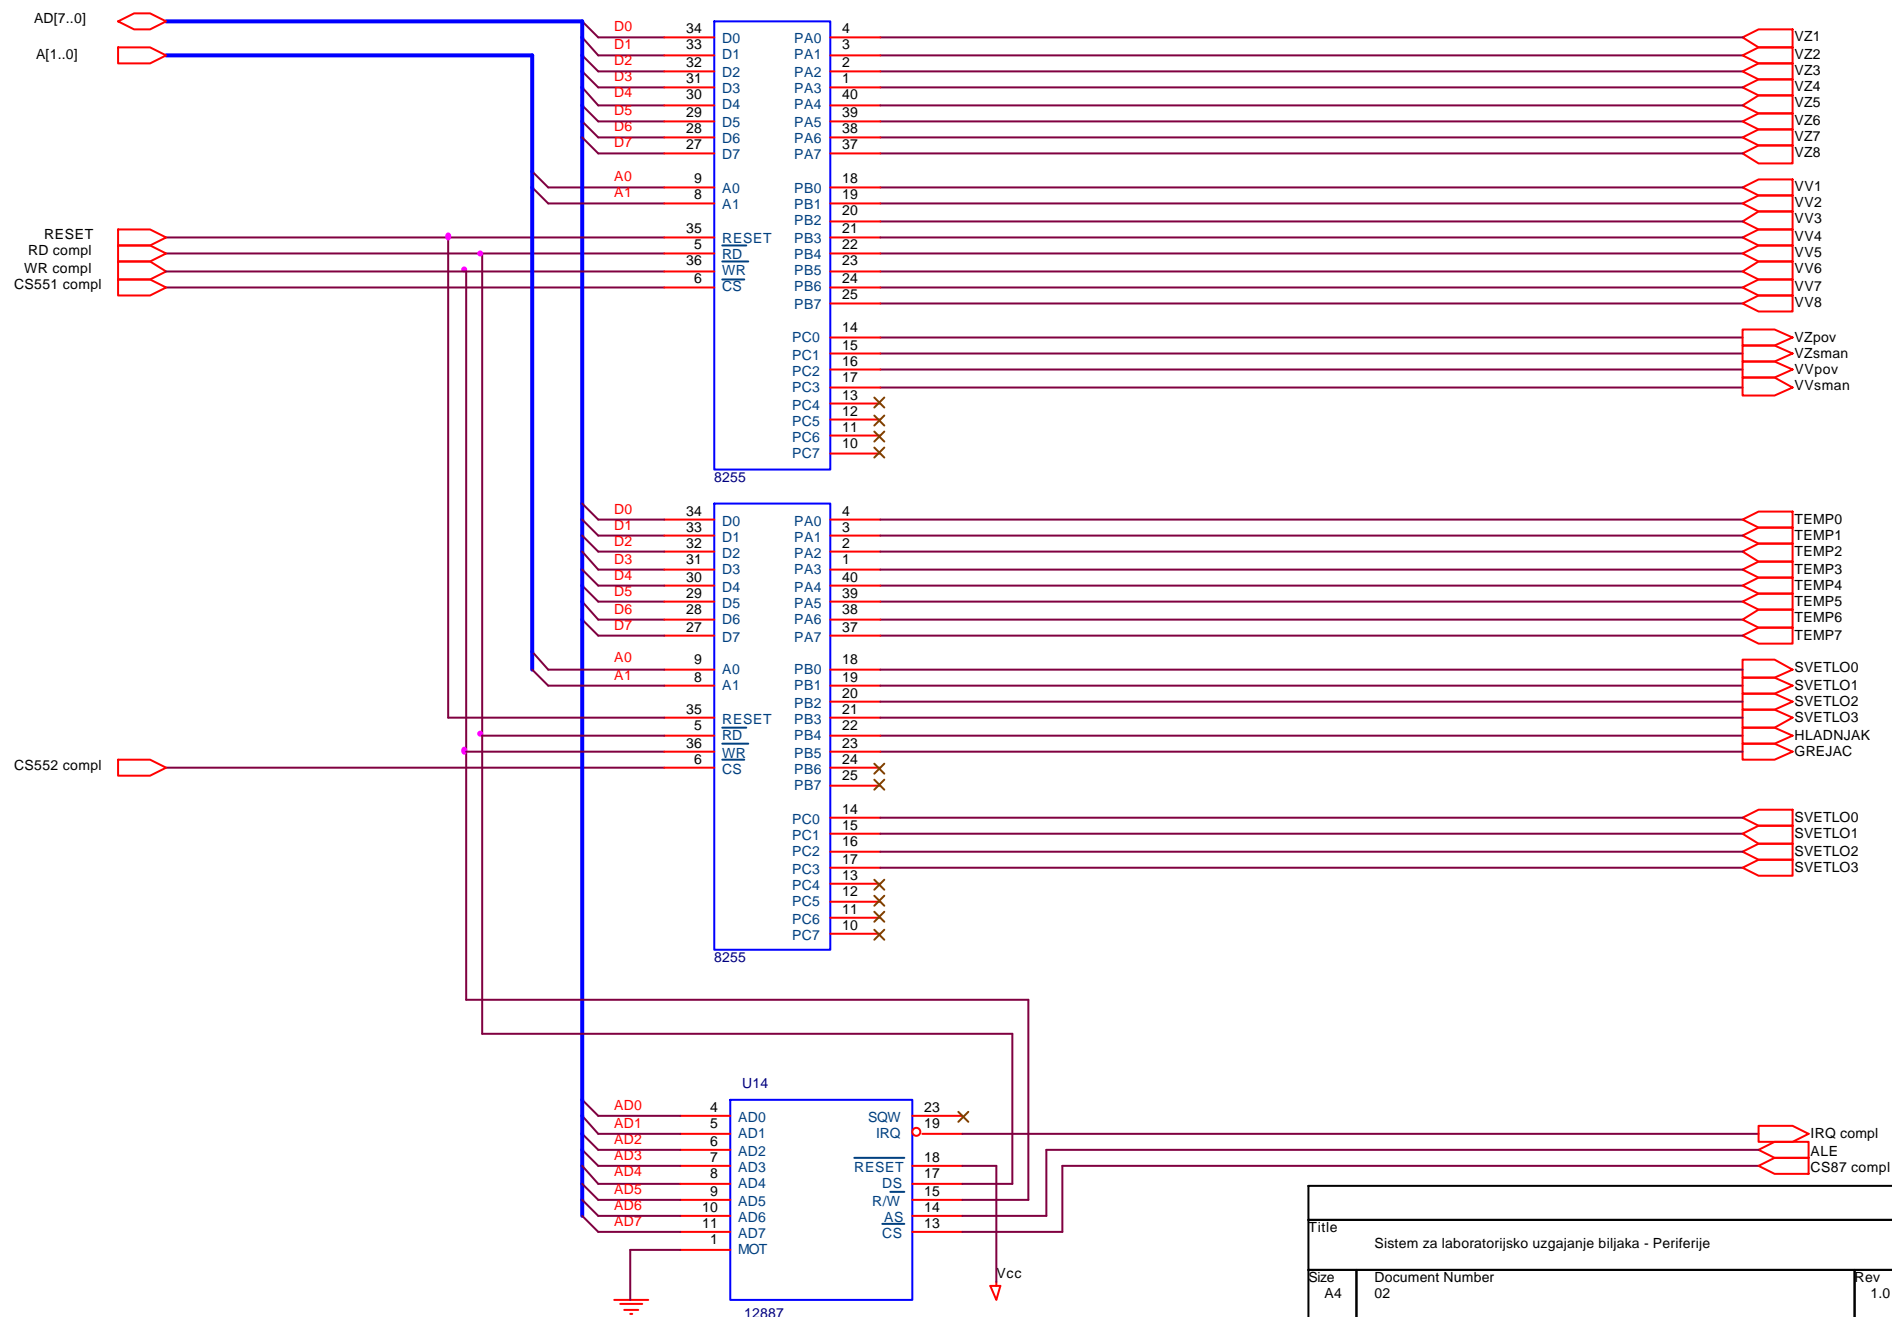 AD[7..0]
A[1..0]
RESET
RD compl
WR compl
CS551 compl
D0 34 D0 PA0 4 VZ1
D1 33 D1 PA1 3 VZ2
D2 32 D2 PA2 2 VZ3
D3 31 D3 PA3 1 VZ4
D4 30 D4 PA4 40 VZ5
D5 29 D5 PA5 39 VZ6
D6 28 D6 PA6 38 VZ7
D7 27 D7 PA7 37 VZ8
A0 9 A0 PB0 18 VV1
A1 8 A1 PB1 19 VV2
PB2 20 VV3
35 RESET PB3 21 VV4
5 RD PB4 22 VV5
36 WR PB5 23 VV6
6 CS PB6 24 VV7
PB7 25 VV8
PC0 14 VZpov
PC1 15 VZsman
PC2 16 VVpov
PC3 17 VVsman
PC4 13
PC5 12
PC6 11
PC7 10
8255
D0 34 D0 PA0 4 TEMP0
D1 33 D1 PA1 3 TEMP1
D2 32 D2 PA2 2 TEMP2
D3 31 D3 PA3 1 TEMP3
D4 30 D4 PA4 40 TEMP4
D5 29 D5 PA5 39 TEMP5
D6 28 D6 PA6 38 TEMP6
D7 27 D7 PA7 37 TEMP7
A0 9 A0 PB0 18 SVETLO0
A1 8 A1 PB1 19 SVETLO1
PB2 20 SVETLO2
35 RESET PB3 21 SVETLO3
5 RD PB4 22 HLADNJAK
36 WR PB5 23 GREJAC
CS552 compl 6 CS PB6 24
PB7 25
PC0 14 SVETLO0
PC1 15 SVETLO1
PC2 16 SVETLO2
PC3 17 SVETLO3
PC4 13
PC5 12
PC6 11
PC7 10
8255
U14
AD0 4 AD0 SQW 23
AD1 5 AD1 IRQ 19 IRQ compl
AD2 6 AD2 ALE
AD3 7 AD3 RESET 18 CS87 compl
AD4 8 AD4 DS 17
AD5 9 AD5 R/W 15
AD6 10 AD6 AS 14
AD7 11 AD7 CS 13
1 MOT
Vcc
12887
Title
Sistem za laboratorijsko uzgajanje biljaka - Periferije
Size Document Number Rev
A4 02 1.0